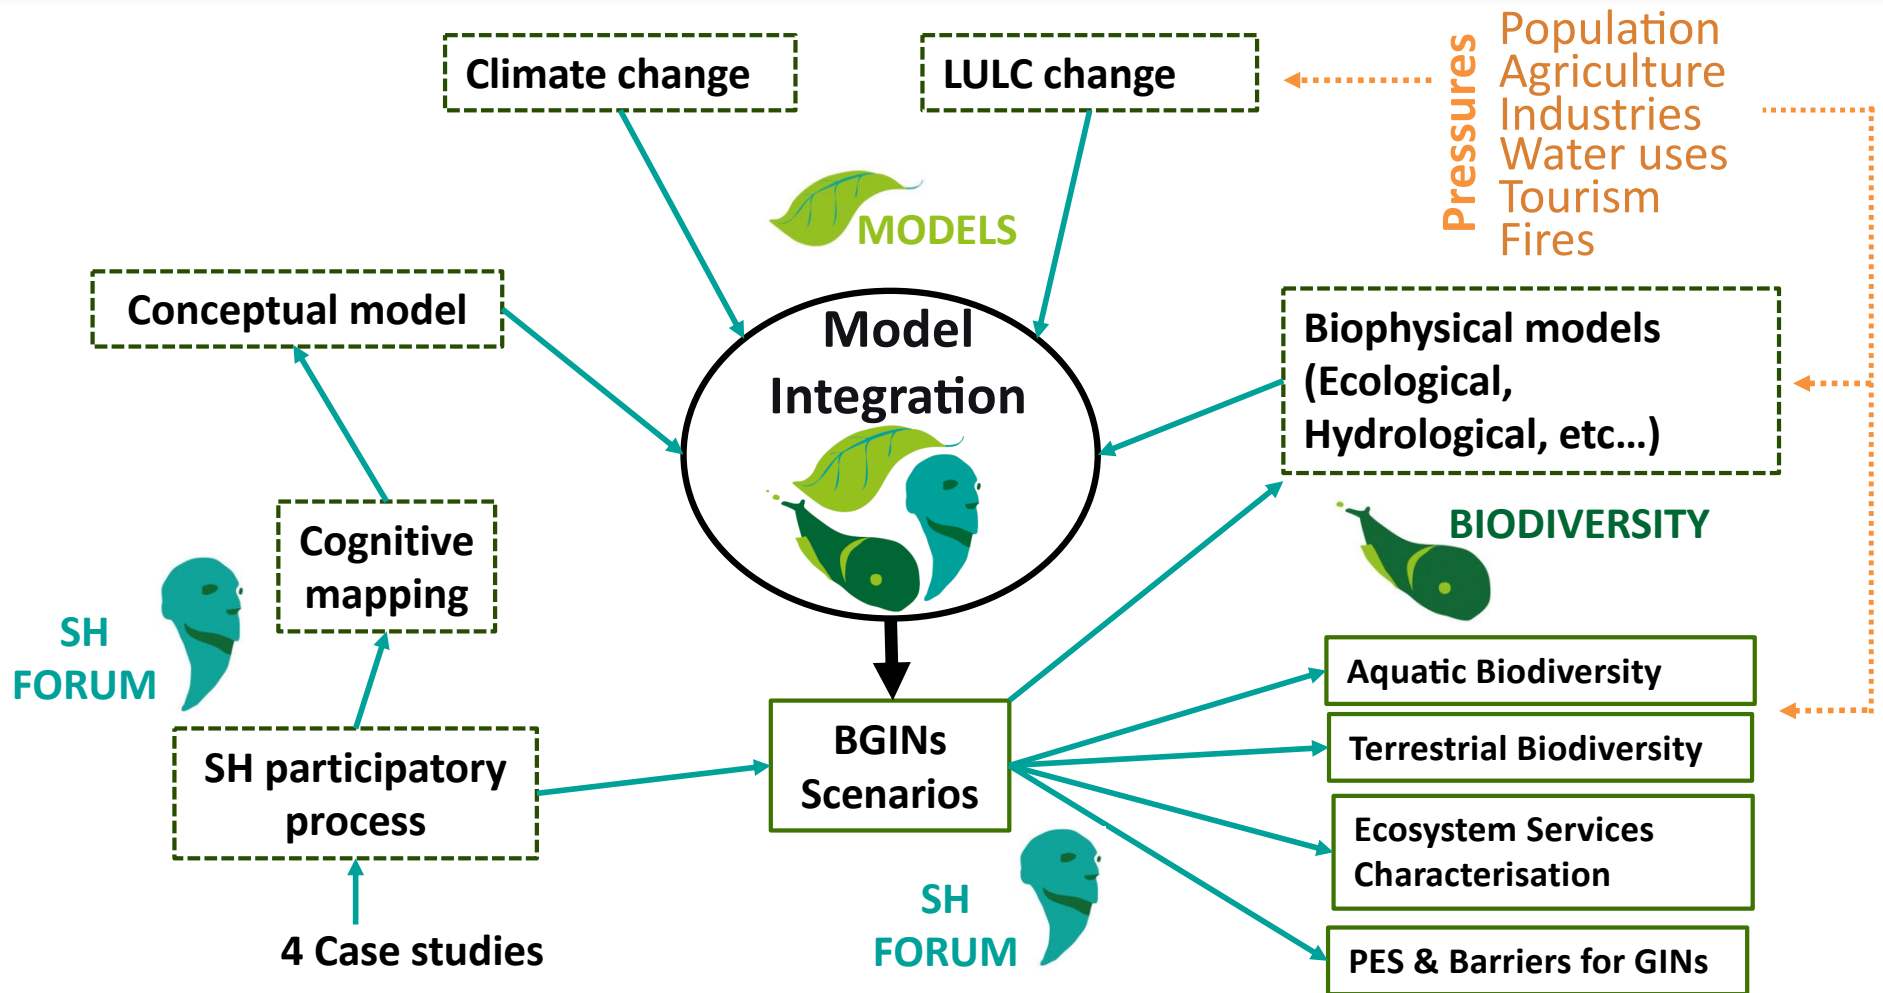 Climate change
LULC change
Pressures
Population
Agriculture
Industries
Water uses
Tourism
Fires
MODELS
Conceptual model
Model
Integration
Biophysical models
(Ecological,
Hydrological, etc...)
Cognitive
mapping
BIODIVERSITY
SH
FORUM
SH participatory
process
BGINs
Scenarios
Aquatic Biodiversity
Terrestrial Biodiversity
Ecosystem Services
Characterisation
PES & Barriers for GINs
SH
FORUM
4 Case studies